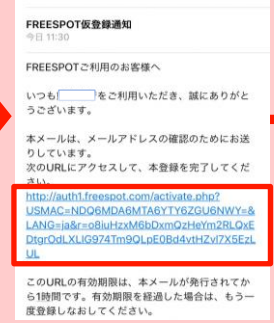 FREESPOT仮登録通知
今日 11:30
FREESPOTご利用のお客様へ
いつも をご利用いただき、誠にありがと
うございます。
本メールは、メールアドレスの確認のためにお送
りしています。
次のURLにアクセスして、本登録を完了してくだ
さい。
http://auth1.freespot.com/activate.php?
USMAC=NDQ6MDA6MTA6YTY6ZGU6NWY=&
LANG=ja&r=o8iuHzxM6bDxmQzHeYm2RLQxE
DtgrOdLXLlG974Tm9QLpE0Bd4vtHZvl7X5EzL
UL
このURLの有効期限は、本メールが発行されてか
ら1時間です。有効期限を経過した場合は、もう一
度登録しなおしてください。